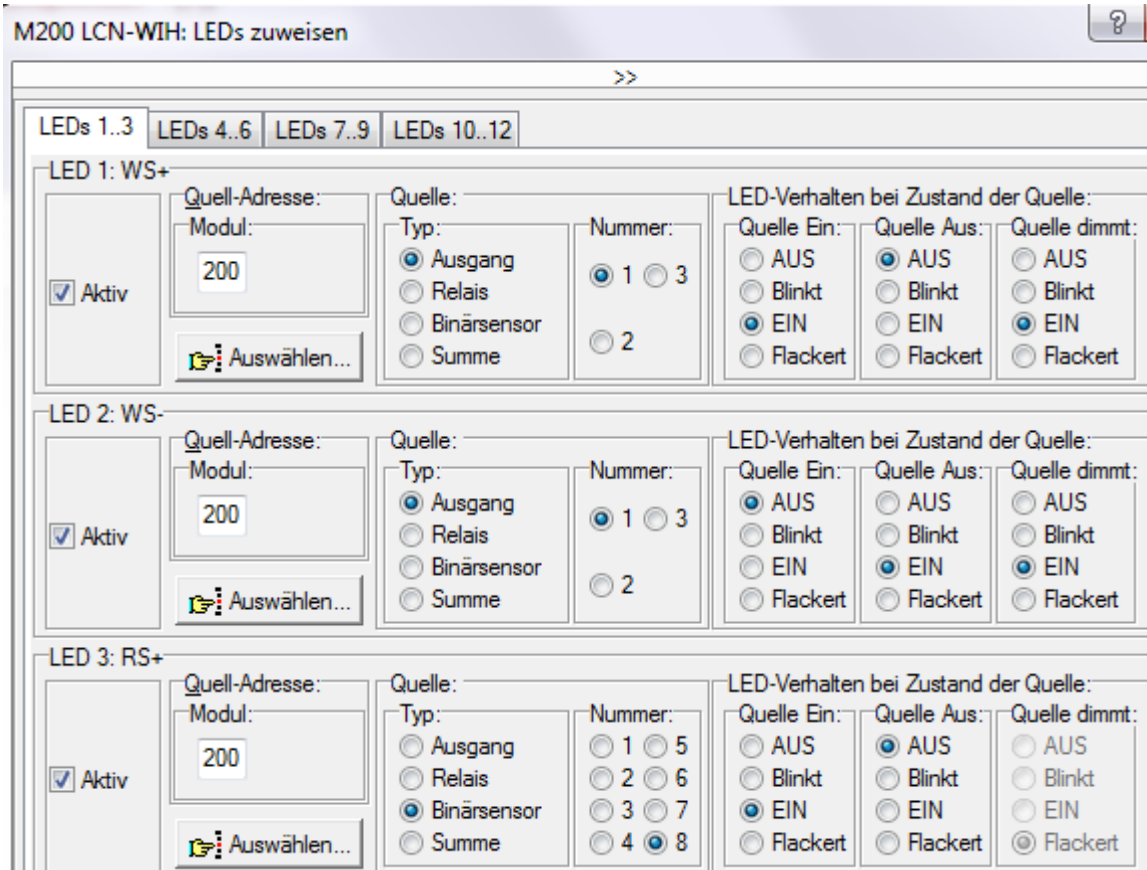 M200 LCN-WIH: LEDs zuweisen
?
>>
LEDs 1..3 LEDs 4..6 LEDs 7..9 LEDs 10..12
LED 1: WS+
Quell-Adresse: Quelle: LED-Verhalten bei Zustand der Quelle:
Modul: Typ: Nummer: Quelle Ein: Quelle Aus: Quelle dimmt:
200 Ausgang 1 3 AUS AUS AUS
Aktiv Relais Blinkt Blinkt Blinkt
Binärsensor 2 EIN EIN EIN
Auswählen... Summe Flackert Flackert Flackert
LED 2: WS-
Quell-Adresse: Quelle: LED-Verhalten bei Zustand der Quelle:
Modul: Typ: Nummer: Quelle Ein: Quelle Aus: Quelle dimmt:
200 Ausgang 1 3 AUS AUS AUS
Aktiv Relais Blinkt Blinkt Blinkt
Binärsensor 2 EIN EIN EIN
Auswählen... Summe Flackert Flackert Flackert
LED 3: RS+
Quell-Adresse: Quelle: LED-Verhalten bei Zustand der Quelle:
Modul: Typ: Nummer: Quelle Ein: Quelle Aus: Quelle dimmt:
200 Ausgang 1 5 AUS AUS AUS
Aktiv Relais 2 6 Blinkt Blinkt Blinkt
Binärsensor 3 7 EIN EIN EIN
Auswählen... Summe 4 8 Flackert Flackert Flackert